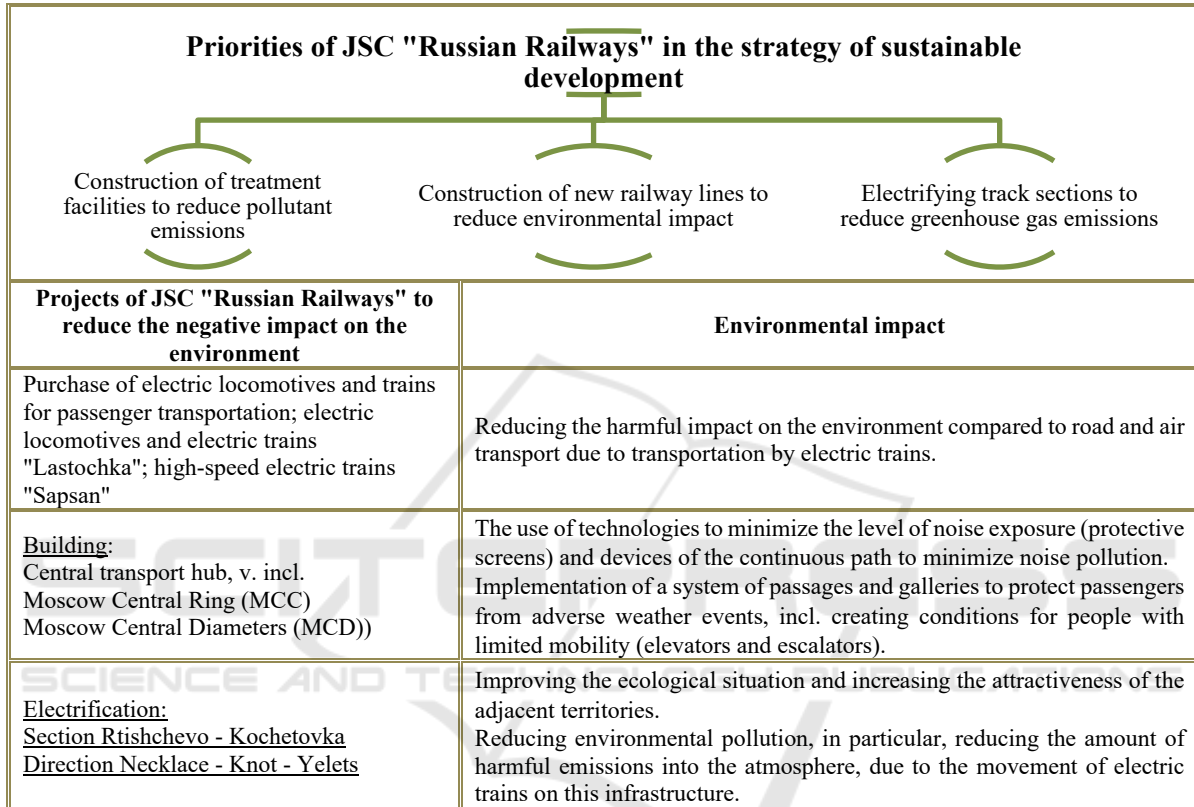 Priorities of JSC "Russian Railways" in the strategy of sustainable
development
Construction of treatment
facilities to reduce pollutant
emissions
Construction of new railway lines to
reduce environmental impact
Electrifying track sections to
reduce greenhouse gas emissions
Projects of JSC "Russian Railways" to
reduce the negative impact on the
environment
Environmental impact
Purchase of electric locomotives and trains
for passenger transportation; electric
locomotives and electric trains
"Lastochka"; high-speed electric trains
"Sapsan"
Reducing the harmful impact on the environment compared to road and air
transport due to transportation by electric trains.
Building:
Central transport hub, v. incl.
Moscow Central Ring (MCC)
Moscow Central Diameters (MCD))
The use of technologies to minimize the level of noise exposure (protective
screens) and devices of the continuous path to minimize noise pollution.
Implementation of a system of passages and galleries to protect passengers
from adverse weather events, incl. creating conditions for people with
limited mobility (elevators and escalators).
Electrification:
Section Rtishchevo - Kochetovka
Direction Necklace - Knot - Yelets
Improving the ecological situation and increasing the attractiveness of the
adjacent territories.
Reducing environmental pollution, in particular, reducing the amount of
harmful emissions into the atmosphere, due to the movement of electric
trains on this infrastructure.
SCITEPRESS
SCIENCE AND TECHNOLOGY PUBLICATIONS